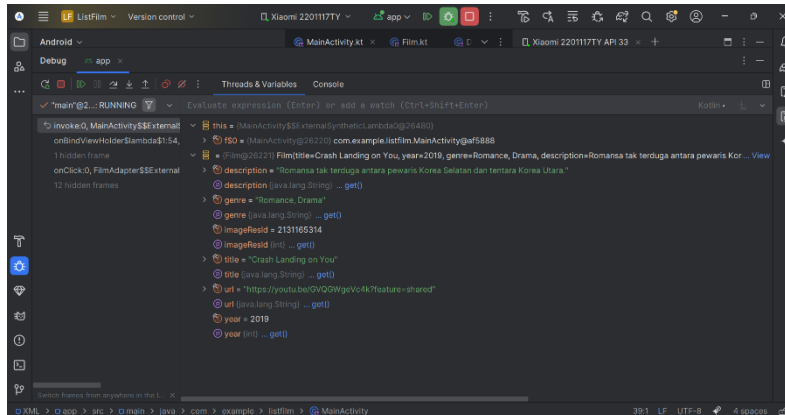 LF ListFilm Version control Xiaomi 2201117TY app
Android MainActivity.kt Film.kt Xiaomi 2201117TY API 33
Debug app
Threads & Variables Console
"main"@2...: RUNNING Evaluate expression (Enter) or add a watch (Ctrl+Shift+Enter) Kotlin
invoke:0, MainActivity$$External
this = {MainActivity$$ExternalSyntheticLambda0@26480}
onBindViewHolder$lambda$1:54,
f$0 = {MainActivity@26220} com.example.listfilm.MainActivity@af5888
1 hidden frame
= {Film@26221} Film(title=Crash Landing on You, year=2019, genre=Romance, Drama, description=Romansa tak terduga antara pewaris Kor ... View
onClick:0, FilmAdapter$$External
description = "Romansa tak terduga antara pewaris Korea Selatan dan tentara Korea Utara."
12 hidden frames
description (java.lang.String) ... get()
genre = "Romance, Drama"
genre (java.lang.String) ... get()
imageResId = 2131165314
imageResId (int) ... get()
title = "Crash Landing on You"
title (java.lang.String) ... get()
url = "https://youtu.be/GVQGWgeVc4k?feature=shared"
url (java.lang.String) ... get()
year = 2019
year (int) ... get()
Switch frames from anywhere in the I...
XML > app > src > main > java > com > example > listfilm > MainActivity 39:1 LF UTF-8 4 spaces